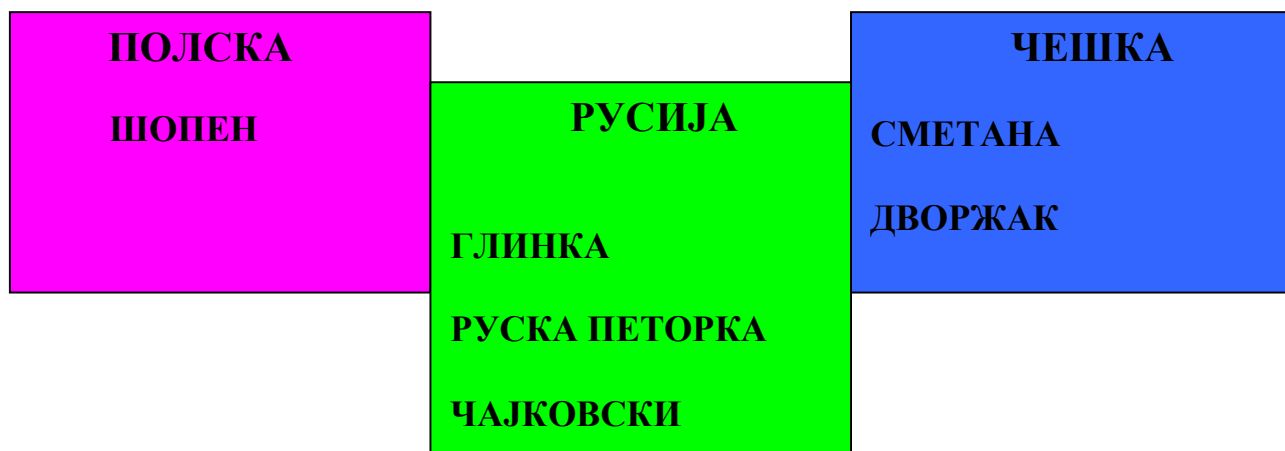 ПОЛСКА
ШОПЕН
РУСИЈА
ГЛИНКА
РУСКА ПЕТОРКА
ЧАЈКОВСКИ
ЧЕШКА
СМЕТАНА
ДВОРЖАК